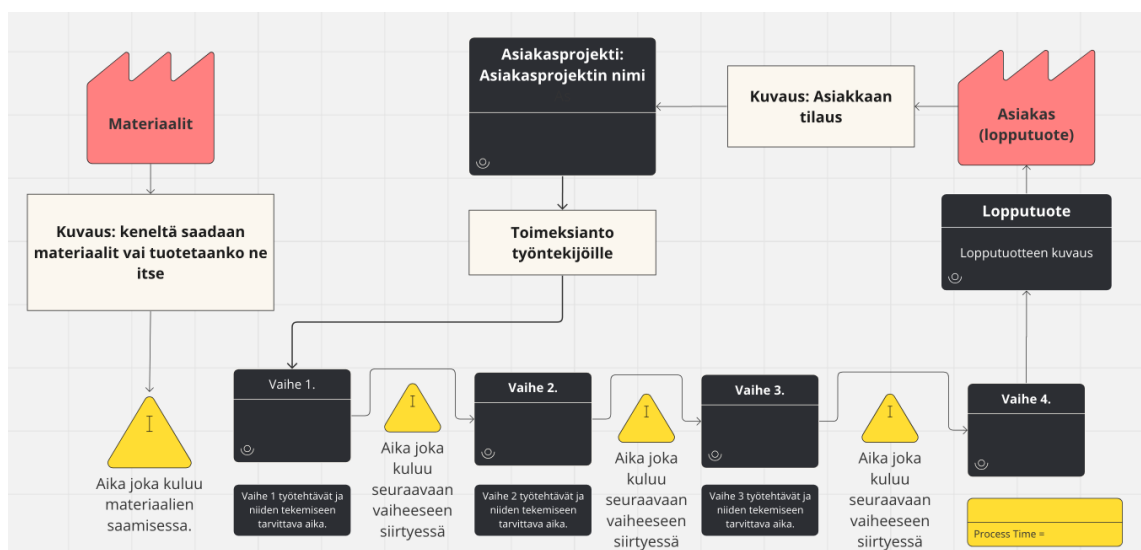 Materiaalit
Kuvaus: keneltä saadaan
materiaalit vai tuotetaanko ne
itse
Aika joka kuluu
materiaalien
saamisessa.
Asiakasprojekti:
Asiakasprojektin nimi
Kuvaus: Asiakkaan
tilaus
Asiakas
(lopputuote)
Toimeksianto
työntekijöille
Lopputuote
Lopputuotteen kuvaus
Vaihe 1.
Vaihe 1 työtehtävät ja
niiden tekemiseen
tarvittava aika.
I
I
Aika joka
kuluu
seuraavaan
vaiheeseen
siirtyessä
Vaihe 2.
Vaihe 2 työtehtävät ja
niiden tekemiseen
tarvittava aika.
I
Aika joka
kuluu
seuraavaan
vaiheeseen
siirtyessä
Vaihe 3.
Vaihe 3 työtehtävät ja
niiden tekemiseen
tarvittava aika.
I
Aika joka
kuluu
seuraavaan
vaiheeseen
siirtyessä
Vaihe 4.
Process Time =